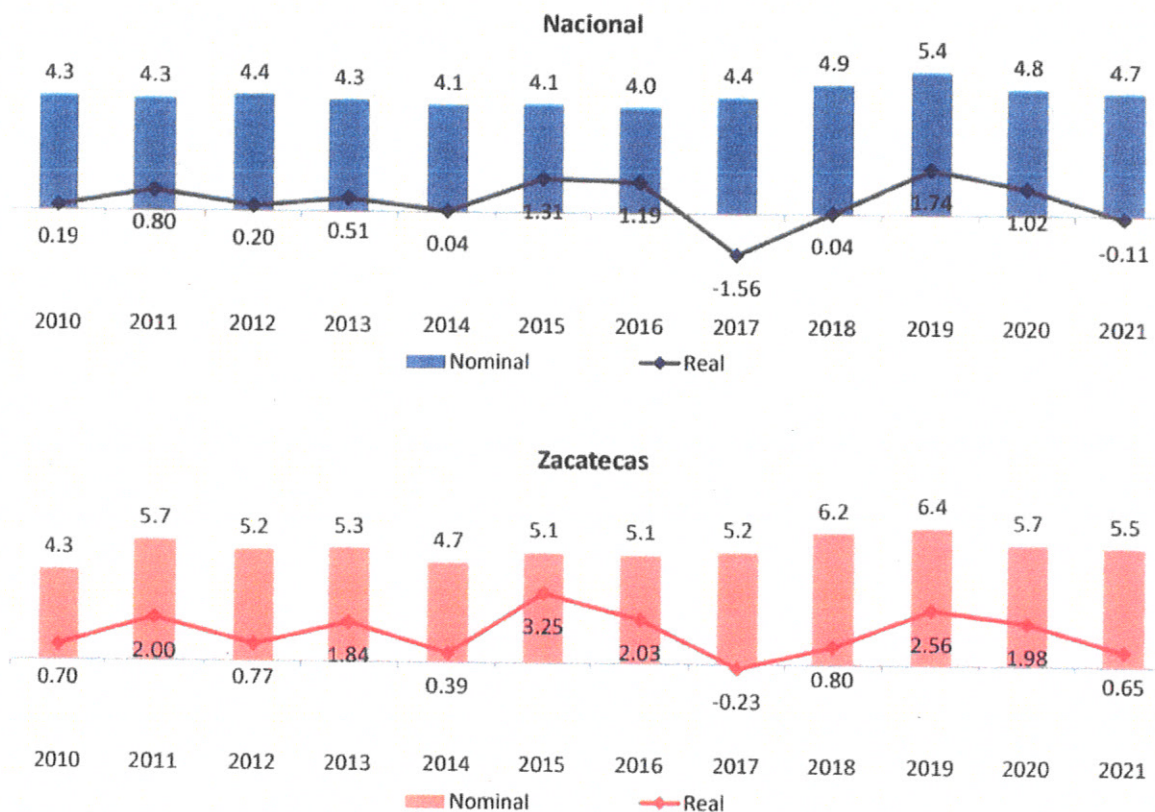 Nacional
4.3 4.3 4.4 4.3 4.1 4.1 4.0 4.4 4.9 5.4 4.8 4.7
0.19 0.80 0.20 0.51 0.04 1.31 1.19 -1.56 0.04 1.74 1.02 -0.11
2010 2011 2012 2013 2014 2015 2016 2017 2018 2019 2020 2021
Nominal Real
Zacatecas
4.3 5.7 5.2 5.3 4.7 5.1 5.1 5.2 6.2 6.4 5.7 5.5
0.70 2.00 0.77 1.84 0.39 3.25 2.03 -0.23 0.80 2.56 1.98 0.65
2010 2011 2012 2013 2014 2015 2016 2017 2018 2019 2020 2021
Nominal Real